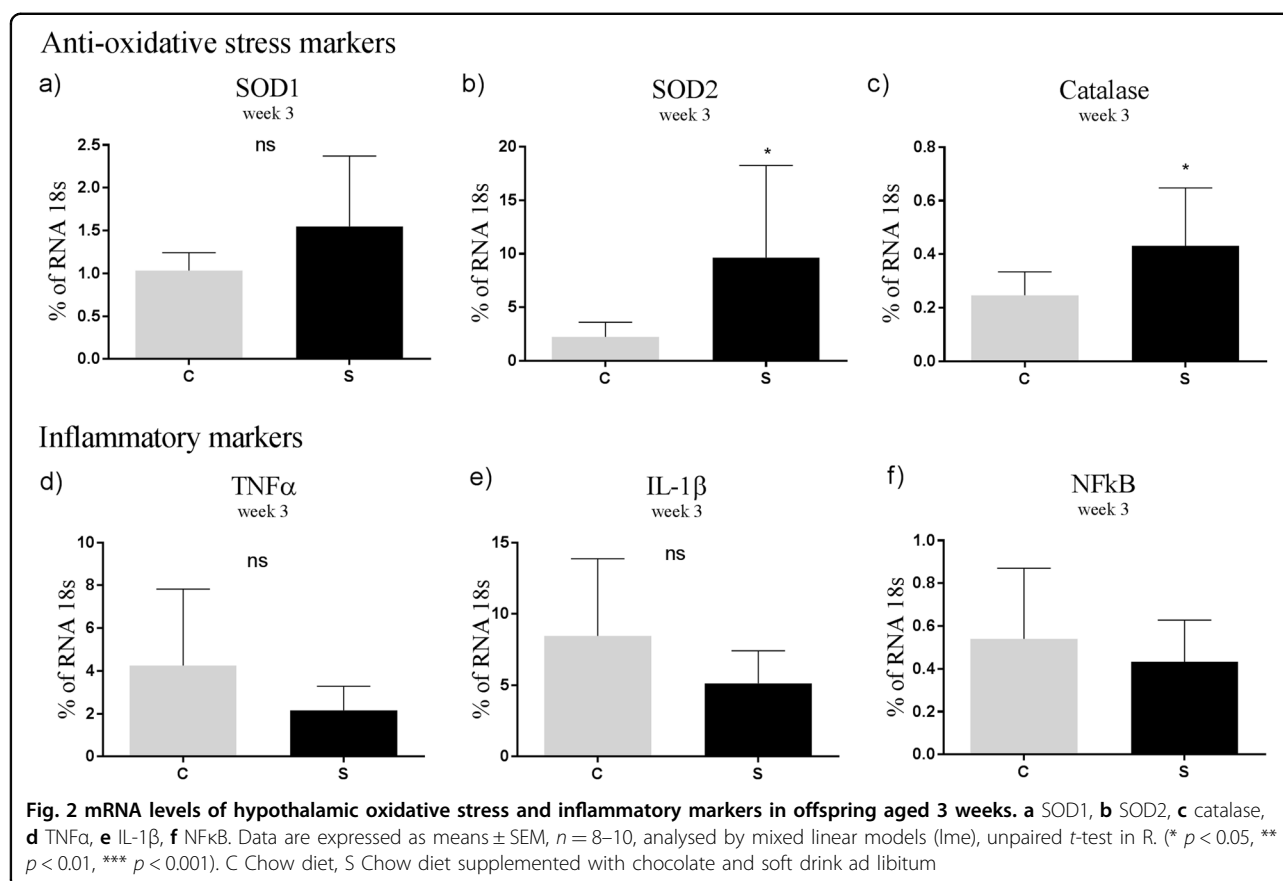 Anti-oxidative stress markers
a)
SOD1
week 3
ns
% of RNA 18s
2.5
2.0
1.5
1.0
0.5
0.0
C
S
b)
SOD2
week 3
*
% of RNA 18s
20
15
10
5
0
C
S
c)
Catalase
week 3
*
% of RNA 18s
0.8
0.6
0.4
0.2
0.0
C
S
Inflammatory markers
d)
TNFα
week 3
ns
% of RNA 18s
10
8
6
4
2
0
C
S
e)
IL-1β
week 3
ns
% of RNA 18s
15
10
5
0
C
S
f)
NFkB
week 3
% of RNA 18s
1.0
0.8
0.6
0.4
0.2
0.0
C
S
Fig. 2 mRNA levels of hypothalamic oxidative stress and inflammatory markers in offspring aged 3 weeks. a SOD1, b SOD2, c catalase,
d TNFα, e IL-1β, f NFκB. Data are expressed as means ± SEM, n = 8–10, analysed by mixed linear models (lme), unpaired t-test in R. (* p < 0.05, **
p < 0.01, *** p < 0.001). C Chow diet, S Chow diet supplemented with chocolate and soft drink ad libitum